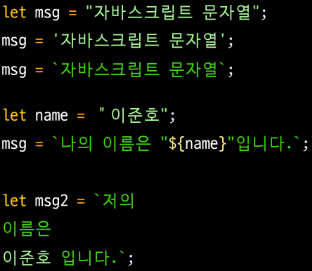 let msg = "자바스크립트 문자열";
msg = '자바스크립트 문자열';
msg = `자바스크립트 문자열`;
let name = "이준호";
msg = `나의 이름은 "${name}"입니다.`;
let msg2 = `저의
이름은
이준호 입니다.`;